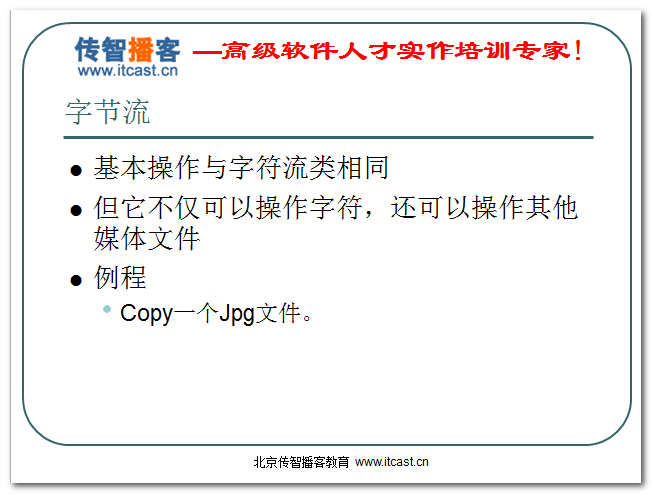 传智播客 —高级软件人才实作培训专家!
www.itcast.cn
字节流
基本操作与字符流类相同
但它不仅可以操作字符，还可以操作其他
媒体文件
例程
Copy一个Jpg文件。
北京传智播客教育 www.itcast.cn